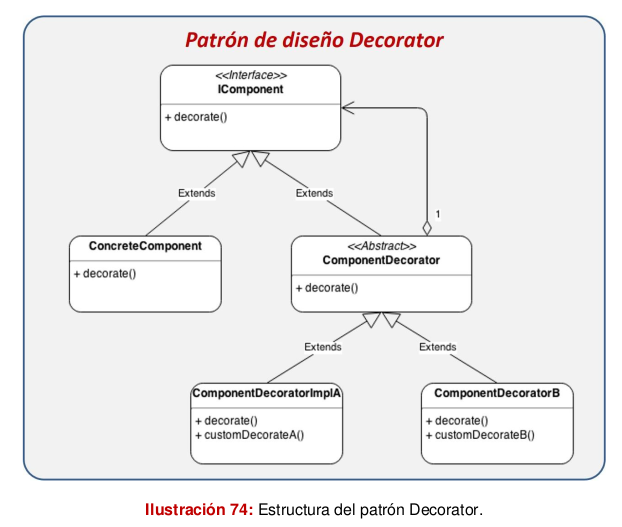 Patrón de diseño Decorator
<<Interface>>
IComponent
+ decorate()
Extends
Extends
1
ConcreteComponent
+ decorate()
<<Abstract>>
ComponentDecorator
+ decorate()
Extends
Extends
ComponentDecoratorImplA
+ decorate()
+ customDecorateA()
ComponentDecoratorB
+ decorate()
+ customDecorateB()
Ilustración 74: Estructura del patrón Decorator.